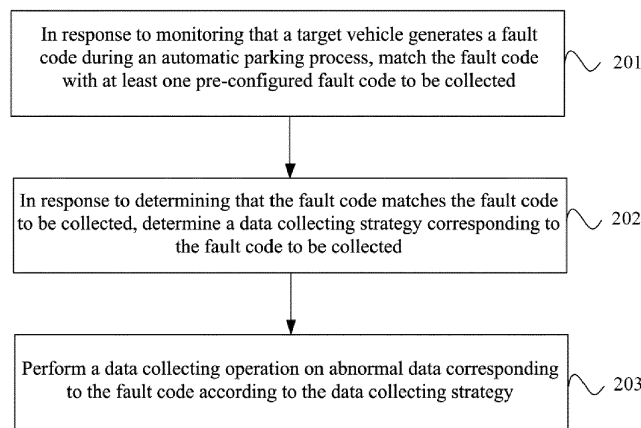 In response to monitoring that a target vehicle generates a fault
code during an automatic parking process, match the fault code
with at least one pre-configured fault code to be collected
201
In response to determining that the fault code matches the fault code
to be collected, determine a data collecting strategy corresponding to
the fault code to be collected
202
Perform a data collecting operation on abnormal data corresponding
to the fault code according to the data collecting strategy
203